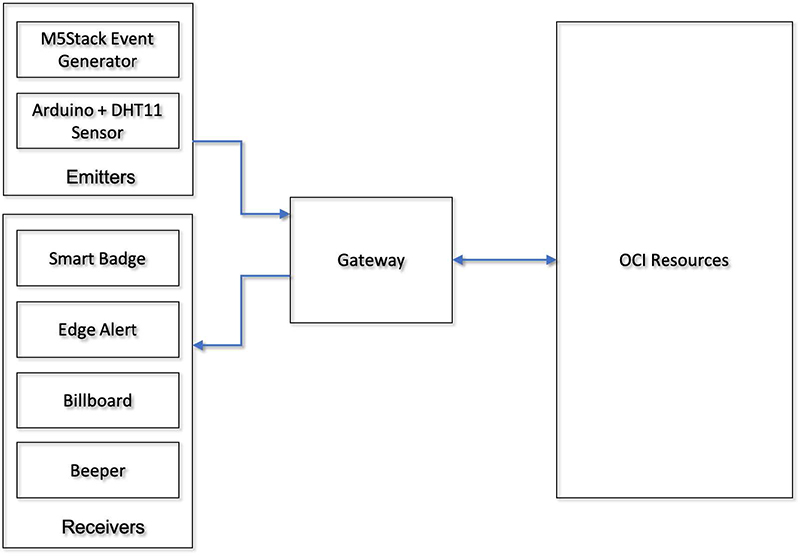 M5Stack Event
Generator
Arduino + DHT11
Sensor
Emitters
Smart Badge
Edge Alert
Billboard
Beeper
Receivers
Gateway
OCI Resources